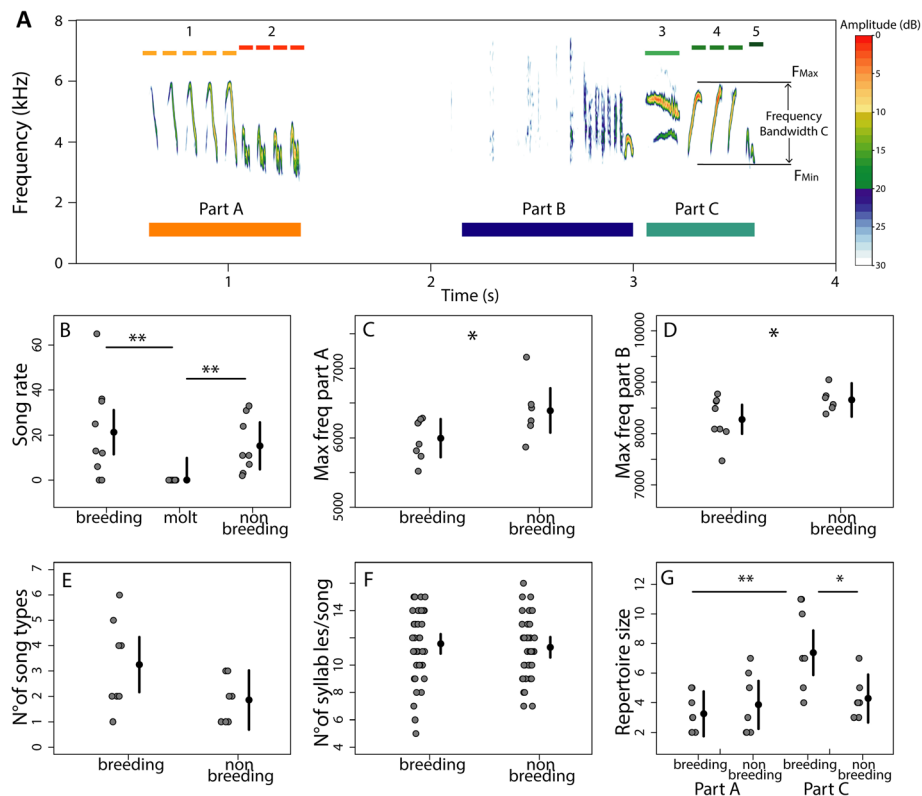 A
Amplitude (dB)
1
2
3
4
5
8
6
4
2
0
Frequency (kHz)
FMax
Frequency
Bandwidth C
FMin
Part A
Part B
Part C
1
2
3
4
Time (s)
0
5
10
15
20
25
30
B
**
**
Song rate
60
40
20
0
breeding
molt
non
breeding
C
*
Max freq part A
7000
6000
5000
breeding
non
breeding
D
*
Max freq part B
10000
9000
8000
7000
breeding
non
breeding
E
N°of song types
7
6
5
4
3
2
1
0
breeding
non
breeding
F
N°of syllab les/song
14
12
10
8
6
4
breeding
non
breeding
G
**
*
Repertoire size
12
10
8
6
4
2
breeding
non
breeding
breeding
non
breeding
Part A
Part C